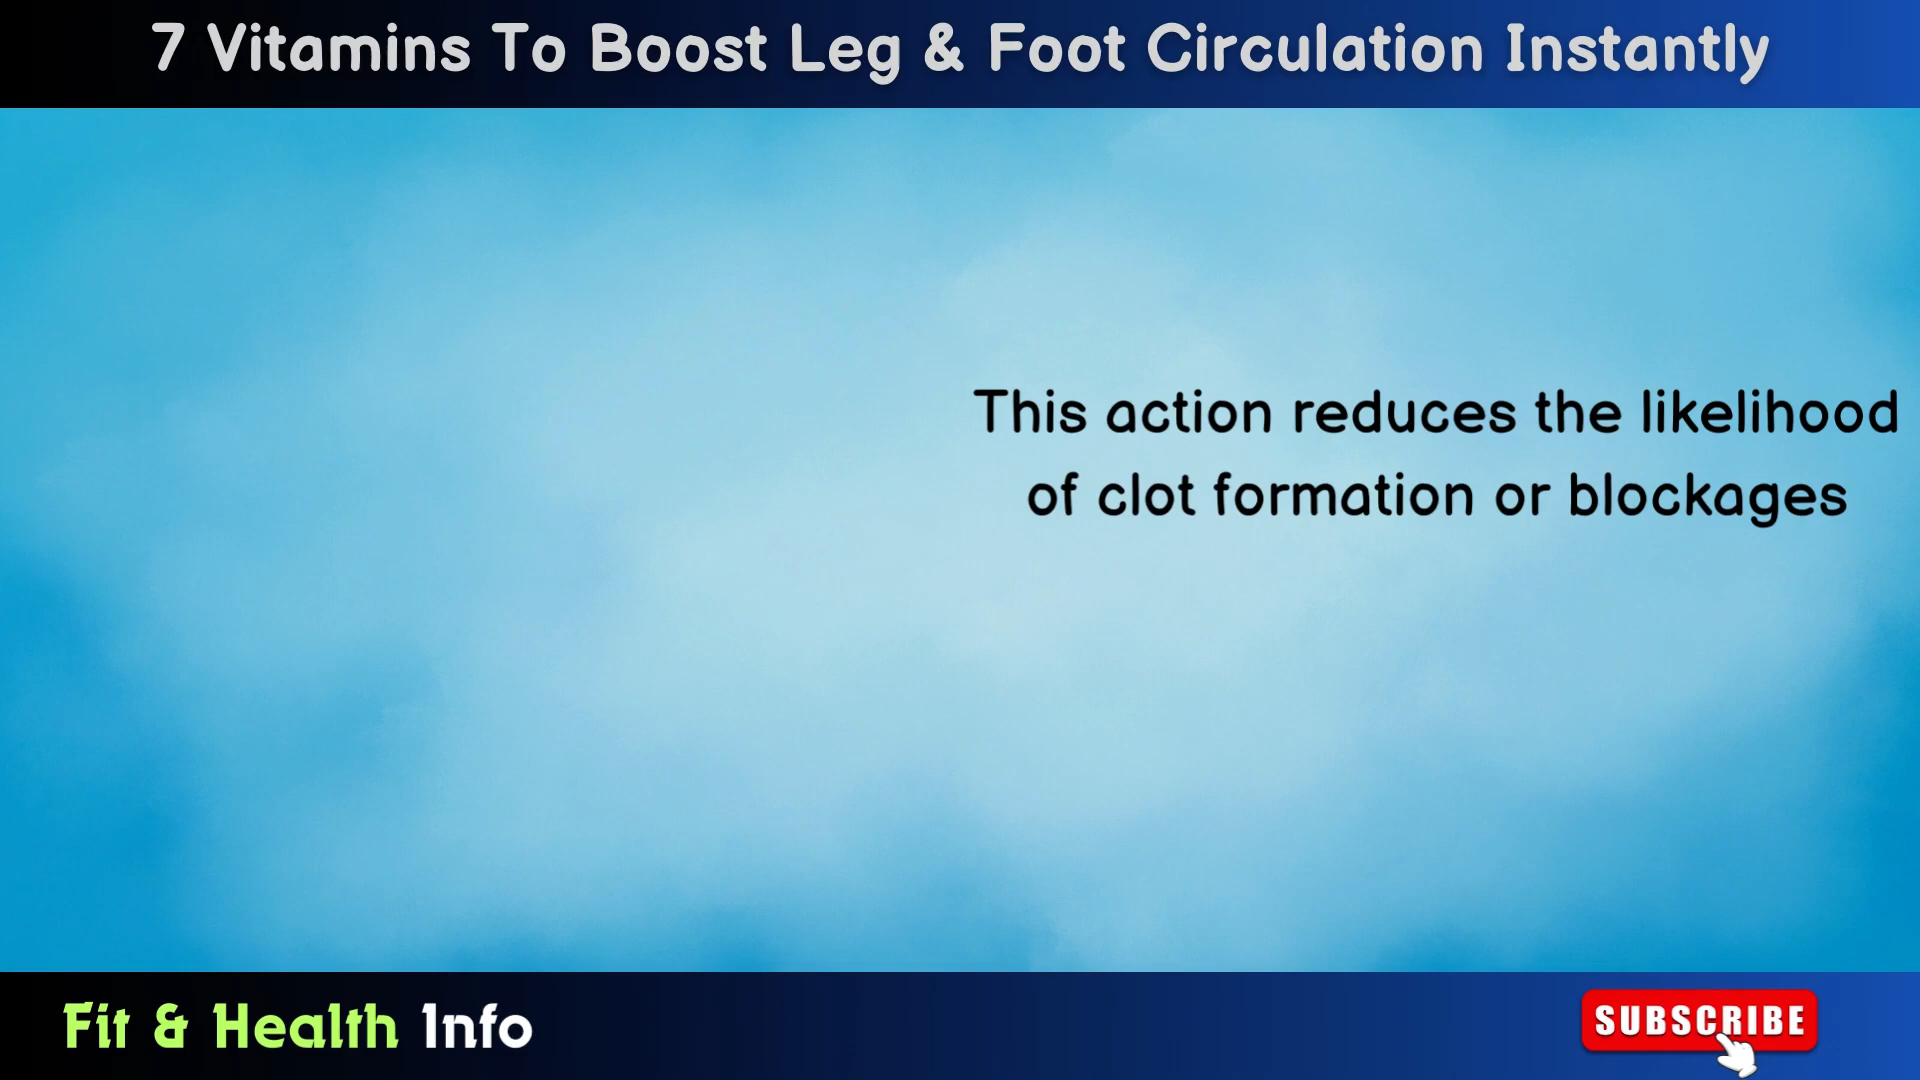 7 Vitamins To Boost Leg & Foot Circulation Instantly
This action reduces the likelihood
of clot formation or blockages
Fit & Health Info
SUBSCRIBE